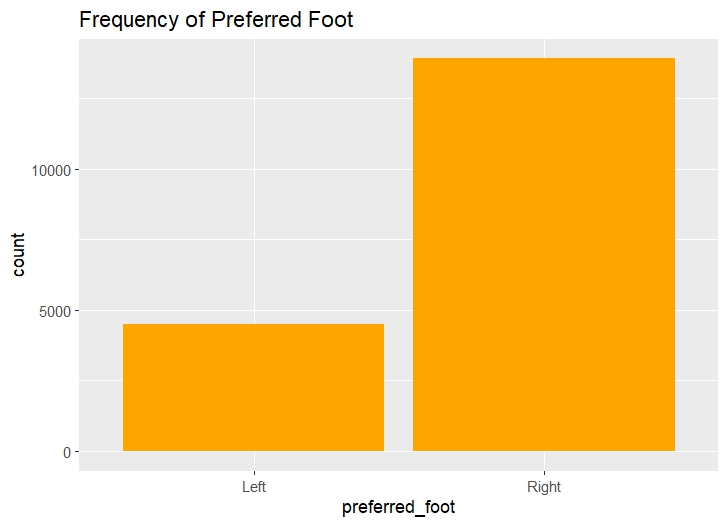 Frequency of Preferred Foot
count
10000
5000
0
Left
Right
preferred_foot